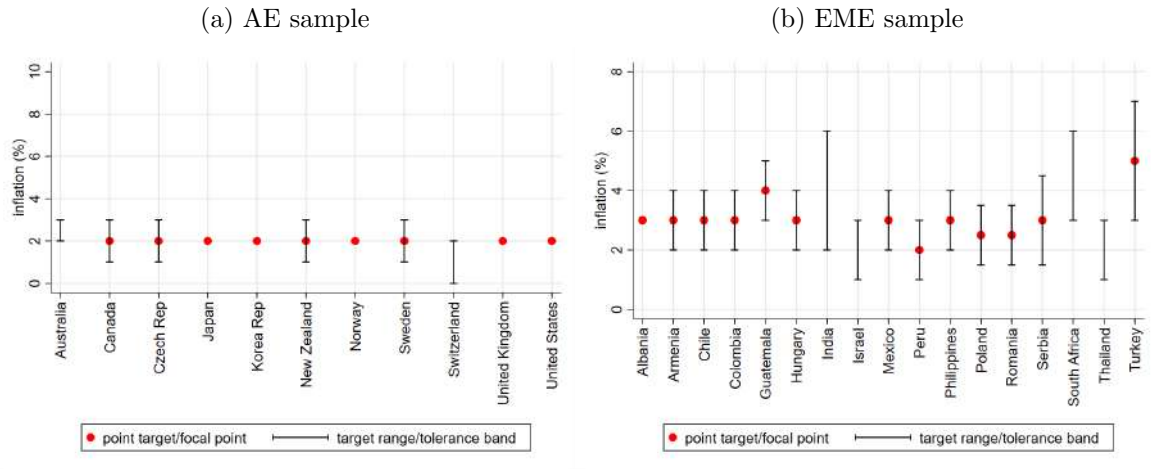 (a) AE sample
inflation (%)
10
8
6
4
2
0
Australia
Canada
Czech Rep
Japan
Korea Rep
New Zealand
Norway
Sweden
Switzerland
United Kingdom
United States
point target/focal point
target range/tolerance band
(b) EME sample
inflation (%)
8
6
4
2
0
Albania
Armenia
Chile
Colombia
Guatemala
Hungary
India
Israel
Mexico
Peru
Philippines
Poland
Romania
Serbia
South Africa
Thailand
Turkey
point target/focal point
target range/tolerance band